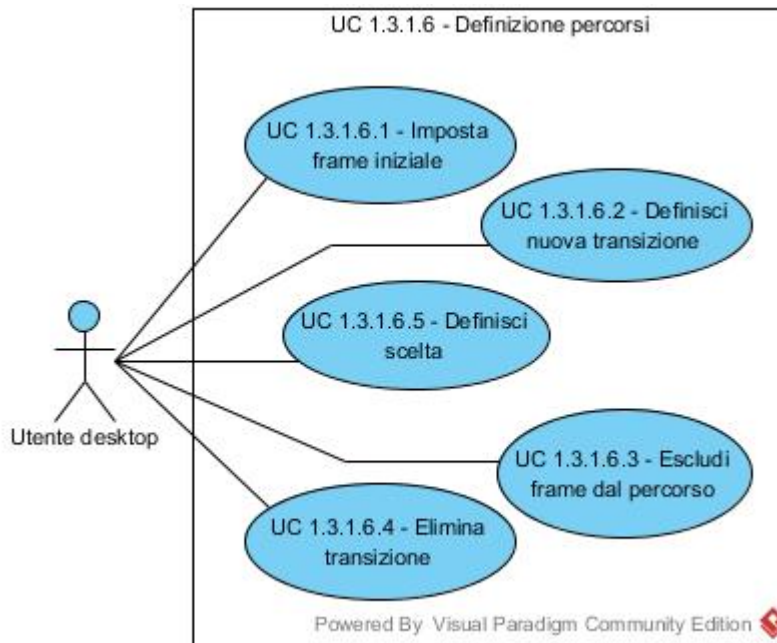 UC 1.3.1.6 - Definizione percorsi
UC 1.3.1.6.1 - Imposta
frame iniziale
UC 1.3.1.6.2 - Definisci
nuova transizione
UC 1.3.1.6.5 - Definisci
scelta
Utente desktop
UC 1.3.1.6.3 - Escludi
frame dal percorso
UC 1.3.1.6.4 - Elimina
transizione
Powered By Visual Paradigm Community Edition